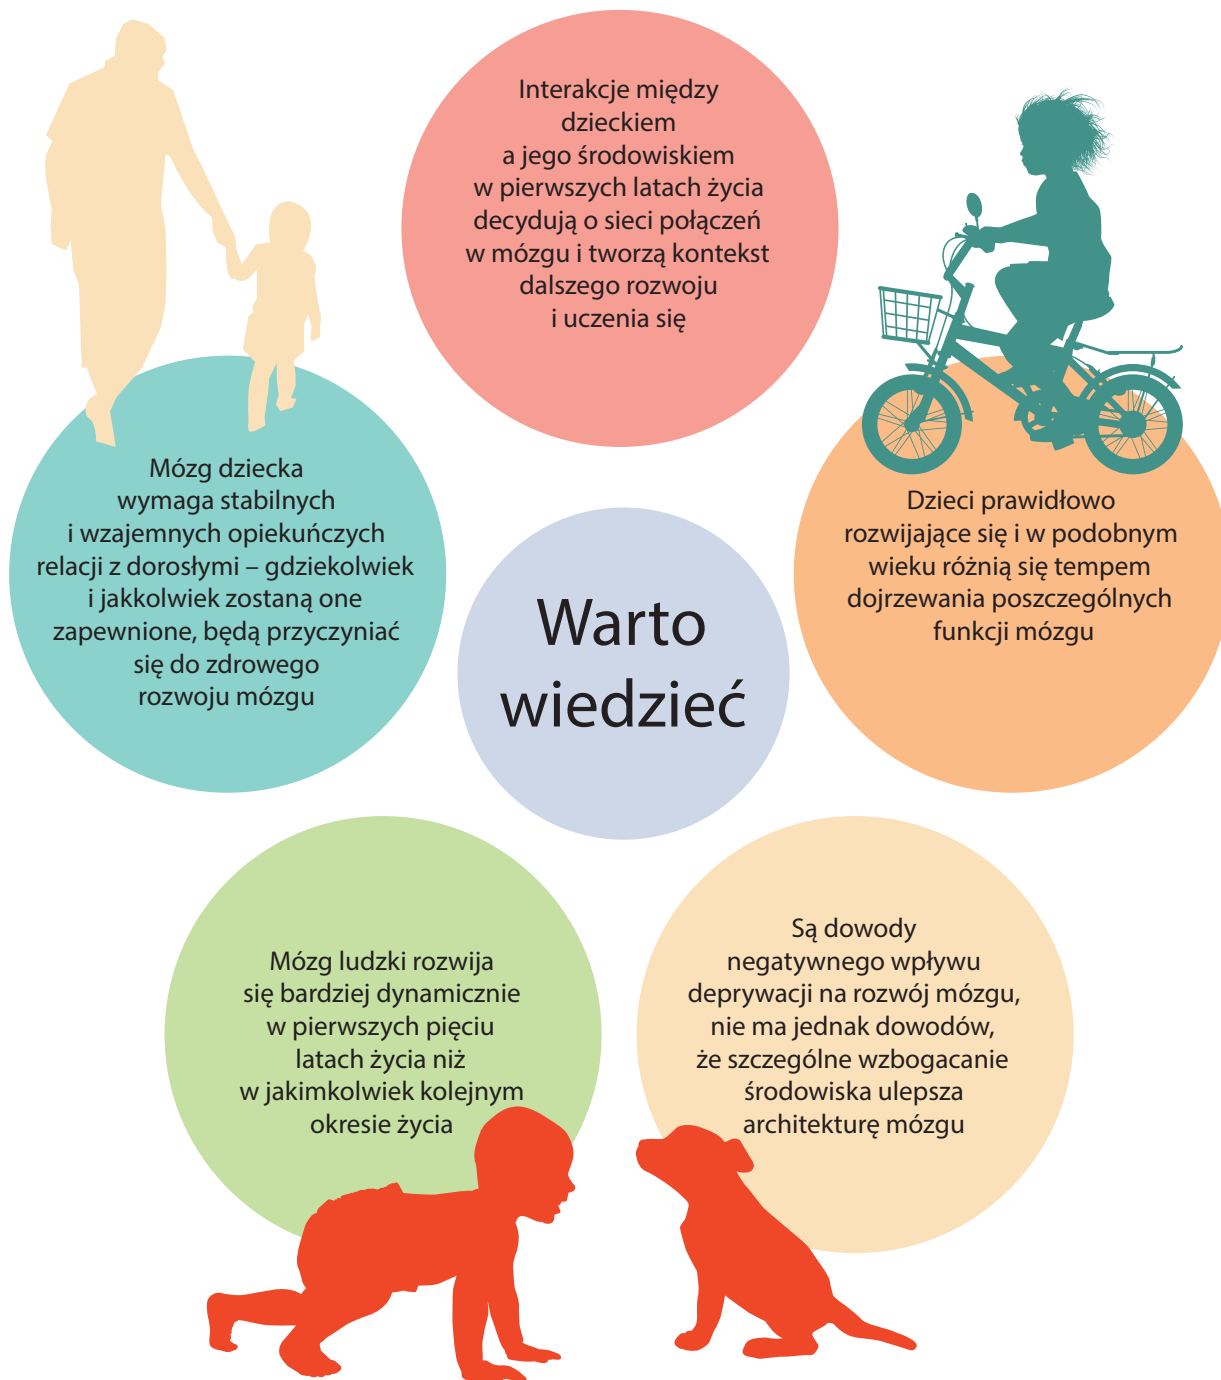 Interakcje między
dzieckiem
a jego środowiskiem
w pierwszych latach życia
decydują o sieci połączeń
w mózgu i tworzą kontekst
dalszego rozwoju
i uczenia się
Mózg dziecka
wymaga stabilnych
i wzajemnych opiekuńczych
relacji z dorosłymi – gdziekolwiek
i jakkolwiek zostaną one
zapewnione, będą przyczyniać
się do zdrowego
rozwoju mózgu
Dzieci prawidłowo
rozwijające się i w podobnym
wieku różnią się tempem
dojrzewania poszczególnych
funkcji mózgu
Warto
wiedzieć
Mózg ludzki rozwija
się bardziej dynamicznie
w pierwszych pięciu
latach życia niż
w jakimkolwiek kolejnym
okresie życia
Są dowody
negatywnego wpływu
deprywacji na rozwój mózgu,
nie ma jednak dowodów,
że szczególne wzbogacanie
środowiska ulepsza
architekturę mózgu